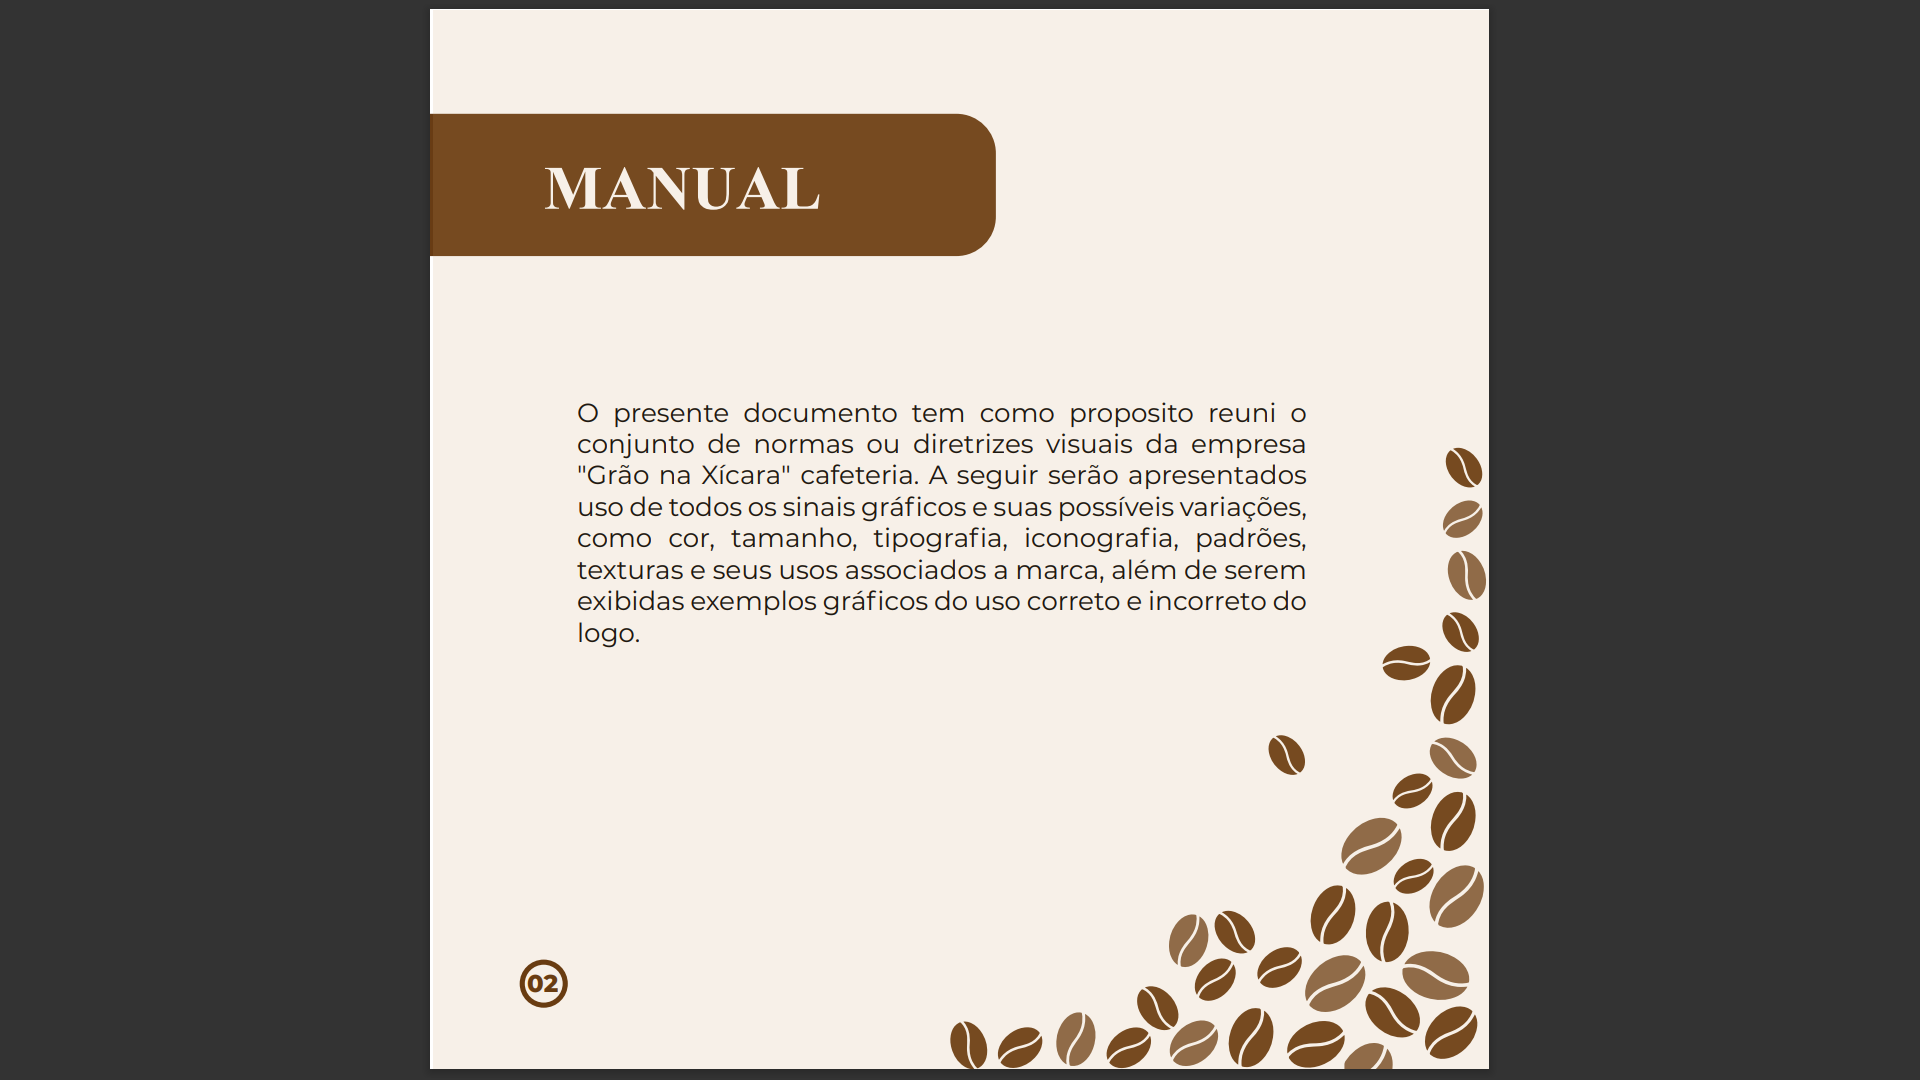 MANUAL
O presente documento tem como proposito reuni o
conjunto de normas ou diretrizes visuais da empresa
"Grão na Xícara" cafeteria. A seguir serão apresentados
uso de todos os sinais gráficos e suas possíveis variações,
como cor, tamanho, tipografia, iconografia, padrões,
texturas e seus usos associados a marca, além de serem
exibidas exemplos gráficos do uso correto e incorreto do
logo.
02